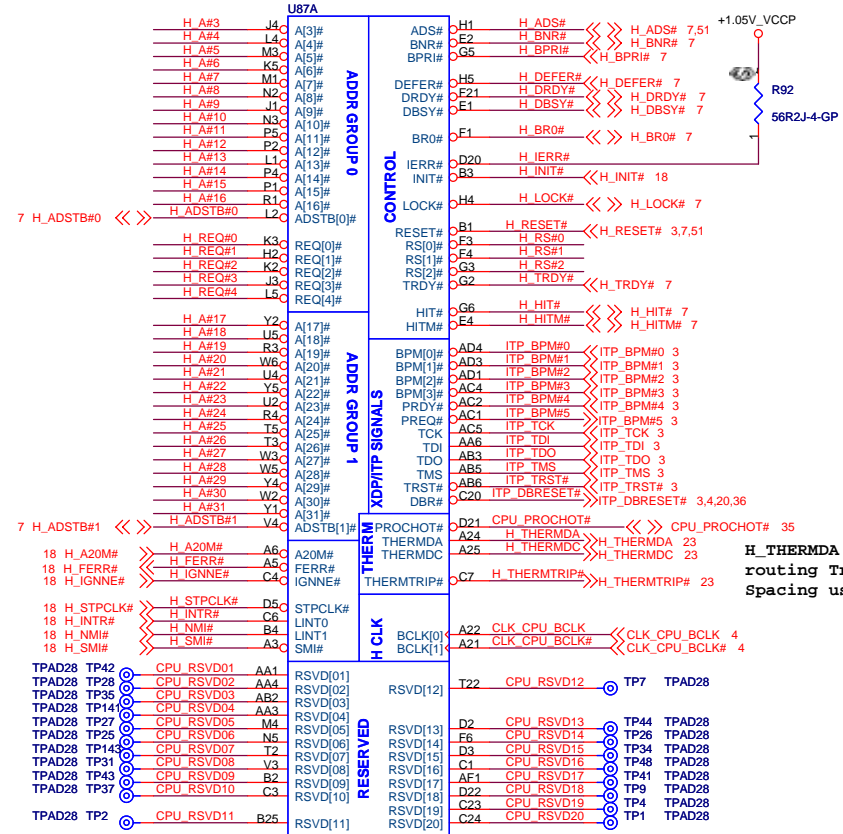 U87A
H_A#3 J4 A[3]# ADS# H1 H_ADS# H_ADS# 7,51
H_A#4 L4 A[4]# BNR# E2 H_BNR# H_BNR# 7
H_A#5 M3 A[5]# BPRI# G5 H_BPRI# H_BPRI# 7
H_A#6 K5 A[6]#
H_A#7 M1 A[7]# DEFER# H5 H_DEFER# H_DEFER# 7
H_A#8 N2 A[8]# DRDY# F21 H_DRDY# H_DRDY# 7
H_A#9 J1 A[9]# DBSY# E1 H_DBSY# H_DBSY# 7
H_A#10 N3 A[10]#
H_A#11 P5 A[11]# BR0# F1 H_BR0# H_BR0# 7
H_A#12 P2 A[12]#
H_A#13 L1 A[13]# IERR# D20 H_IERR#
H_A#14 P4 A[14]# INIT# B3 H_INIT# H_INIT# 18
H_A#15 P1 A[15]#
H_A#16 R1 A[16]# LOCK# H4 H_LOCK# H_LOCK# 7
7 H_ADSTB#0 H_ADSTB#0 L2 ADSTB[0]#
RESET# B1 H_RESET# H_RESET# 3,7,51
H_REQ#0 K3 REQ[0]# RS[0]# F3 H_RS#0
H_REQ#1 H2 REQ[1]# RS[1]# F4 H_RS#1
H_REQ#2 K2 REQ[2]# RS[2]# G3 H_RS#2
H_REQ#3 J3 REQ[3]# TRDY# G2 H_TRDY# H_TRDY# 7
H_REQ#4 L5 REQ[4]#
HIT# G6 H_HIT# H_HIT# 7
H_A#17 Y2 A[17]# HITM# E4 H_HITM# H_HITM# 7
H_A#18 U5 A[18]#
H_A#19 R3 A[19]# BPM[0]# AD4 ITP_BPM#0 ITP_BPM#0 3
H_A#20 W6 A[20]# BPM[1]# AD3 ITP_BPM#1 ITP_BPM#1 3
H_A#21 U4 A[21]# BPM[2]# AD1 ITP_BPM#2 ITP_BPM#2 3
H_A#22 Y5 A[22]# BPM[3]# AC4 ITP_BPM#3 ITP_BPM#3 3
H_A#23 U2 A[23]# PRDY# AC2 ITP_BPM#4 ITP_BPM#4 3
H_A#24 R4 A[24]# PREQ# AC1 ITP_BPM#5 ITP_BPM#5 3
H_A#25 T5 A[25]# TCK AC5 ITP_TCK ITP_TCK 3
H_A#26 T3 A[26]# TDI AA6 ITP_TDI ITP_TDI 3
H_A#27 W3 A[27]# TDO AB3 ITP_TDO ITP_TDO 3
H_A#28 W5 A[28]# TMS AB5 ITP_TMS ITP_TMS 3
H_A#29 Y4 A[29]# TRST# AB6 ITP_TRST# ITP_TRST# 3
H_A#30 W2 A[30]# DBR# C20 ITP_DBRESET# ITP_DBRESET# 3,4,20,36
H_A#31 Y1 A[31]#
7 H_ADSTB#1 H_ADSTB#1 V4 ADSTB[1]# PROCHOT# D21 CPU_PROCHOT# CPU_PROCHOT# 35
THERMDA A24 H_THERMDA H_THERMDA 23
18 H_A20M# H_A20M# A6 A20M# THERMDC A25 H_THERMDC H_THERMDC 23
18 H_FERR# H_FERR# A5 FERR#
18 H_IGNNE# H_IGNNE# C4 IGNNE# THERMTRIP# C7 H_THERMTRIP# H_THERMTRIP# 23
18 H_STPCLK# H_STPCLK# D5 STPCLK#
18 H_INTR# H_INTR# C6 LINT0
18 H_NMI# H_NMI# B4 LINT1 BCLK[0] A22 CLK_CPU_BCLK CLK_CPU_BCLK 4
18 H_SMI# H_SMI# A3 SMI# BCLK[1] A21 CLK_CPU_BCLK# CLK_CPU_BCLK# 4
TPAD28 TP42 CPU_RSVD01 AA1 RSVD[01]
TPAD28 TP28 CPU_RSVD02 AA4 RSVD[02] RSVD[12] T22 CPU_RSVD12 TP7 TPAD28
TPAD28 TP35 CPU_RSVD03 AB2 RSVD[03]
TPAD28 TP141 CPU_RSVD04 AA3 RSVD[04]
TPAD28 TP27 CPU_RSVD05 M4 RSVD[05] RSVD[13] D2 CPU_RSVD13 TP44 TPAD28
TPAD28 TP25 CPU_RSVD06 N5 RSVD[06] RSVD[14] F6 CPU_RSVD14 TP26 TPAD28
TPAD28 TP143 CPU_RSVD07 T2 RSVD[07] RSVD[15] D3 CPU_RSVD15 TP34 TPAD28
TPAD28 TP31 CPU_RSVD08 V3 RSVD[08] RSVD[16] C1 CPU_RSVD16 TP48 TPAD28
TPAD28 TP43 CPU_RSVD09 B2 RSVD[09] RSVD[17] AF1 CPU_RSVD17 TP41 TPAD28
TPAD28 TP37 CPU_RSVD10 C3 RSVD[10] RSVD[18] D22 CPU_RSVD18 TP9 TPAD28
RSVD[19] C23 CPU_RSVD19 TP4 TPAD28
TPAD28 TP2 CPU_RSVD11 B25 RSVD[11] RSVD[20] C24 CPU_RSVD20 TP1 TPAD28
ADDR GROUP 0
ADDR GROUP 1
CONTROL
XDP/ITP SIGNALS
THERM
H CLK
RESERVED
+1.05V_VCCP
R92
56R2J-4-GP
1
H_THERMDA
routing Tr
Spacing us